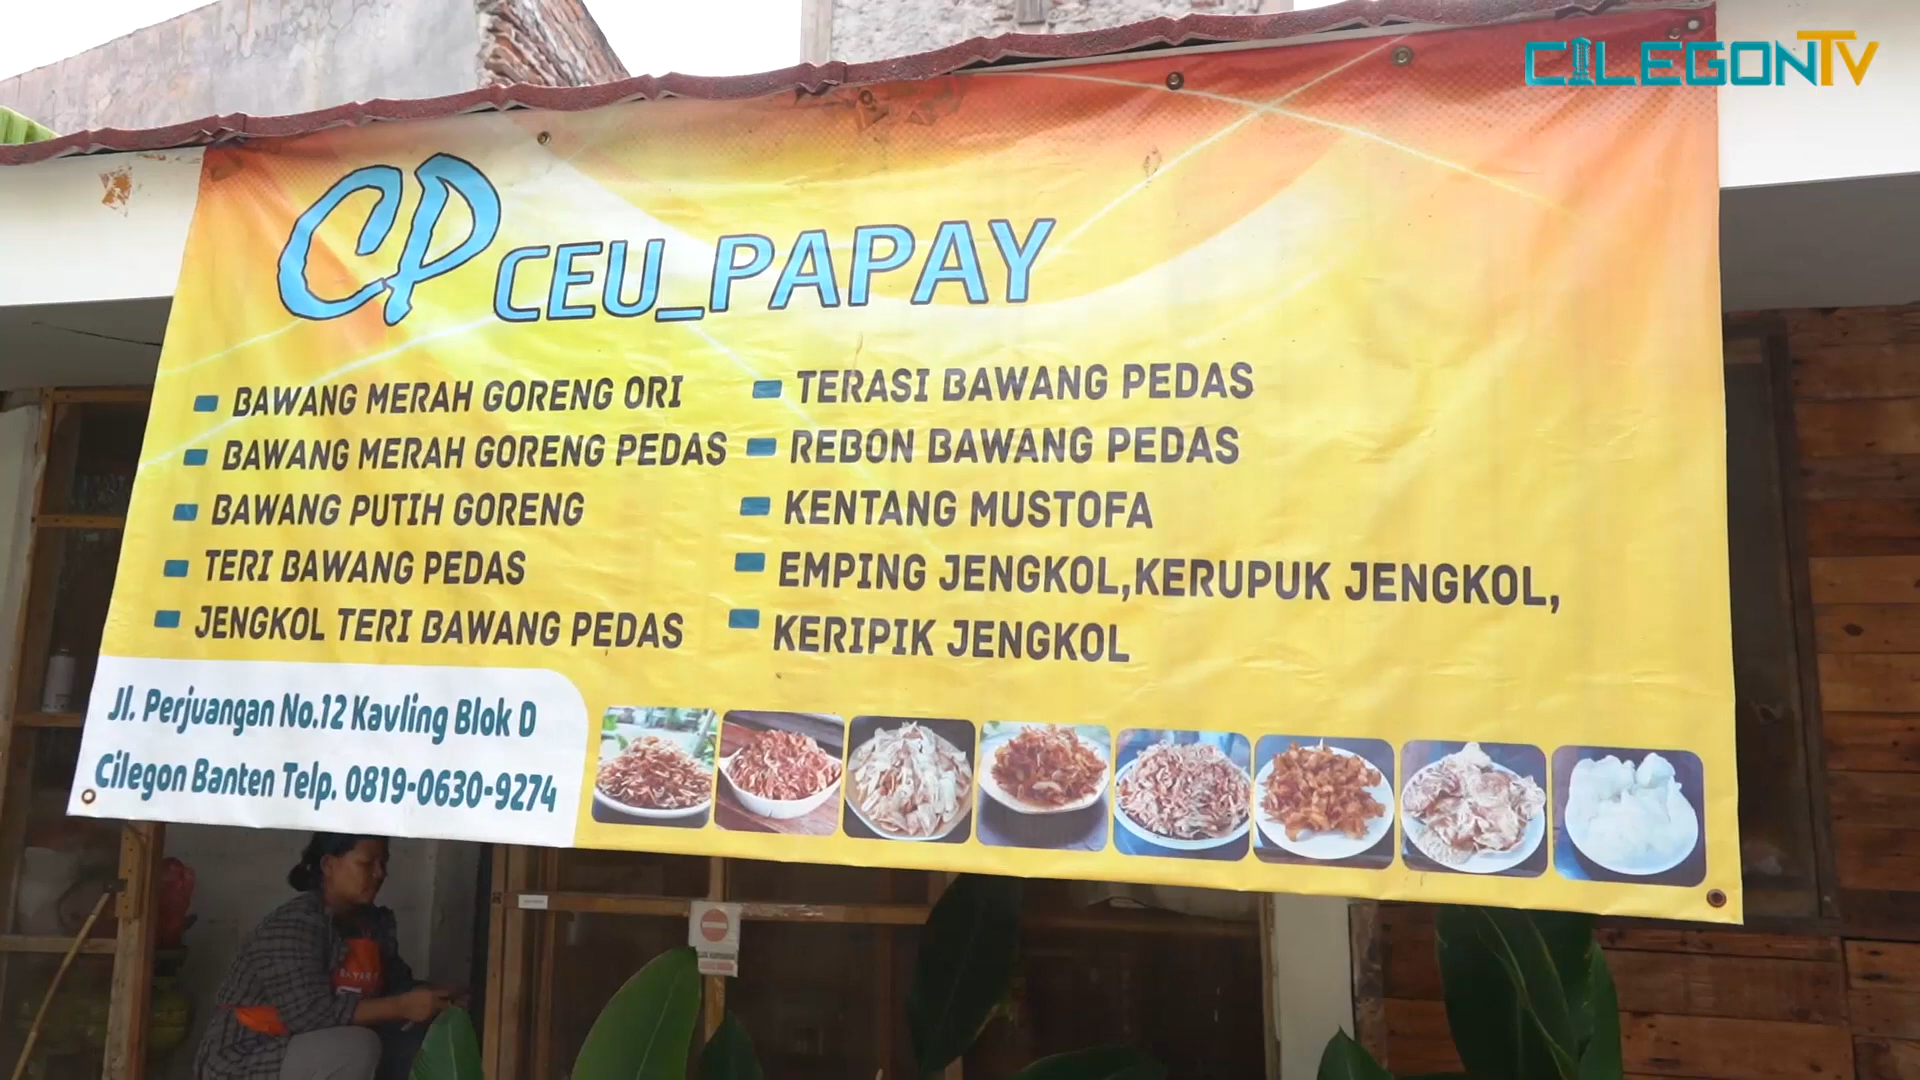 CILEGONTV
CP CEU_PAPAY
BAWANG MERAH GORENG ORI
BAWANG MERAH GORENG PEDAS
BAWANG PUTIH GORENG
TERI BAWANG PEDAS
JENGKOL TERI BAWANG PEDAS
TERASI BAWANG PEDAS
REBON BAWANG PEDAS
KENTANG MUSTOFA
EMPING JENGKOL,KERUPUK JENGKOL,
KERIPIK JENGKOL
Jl. Perjuangan No.12 Kavling Blok D
Cilegon Banten Telp. 0819-0630-9274